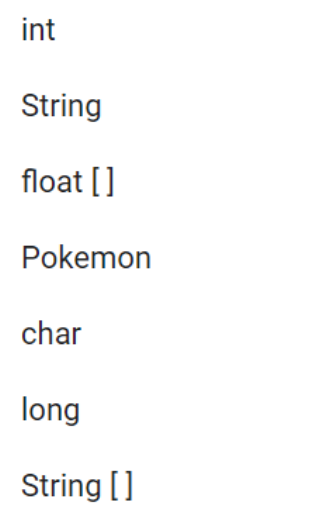 int
String
float [ ]
Pokemon
char
long
String [ ]